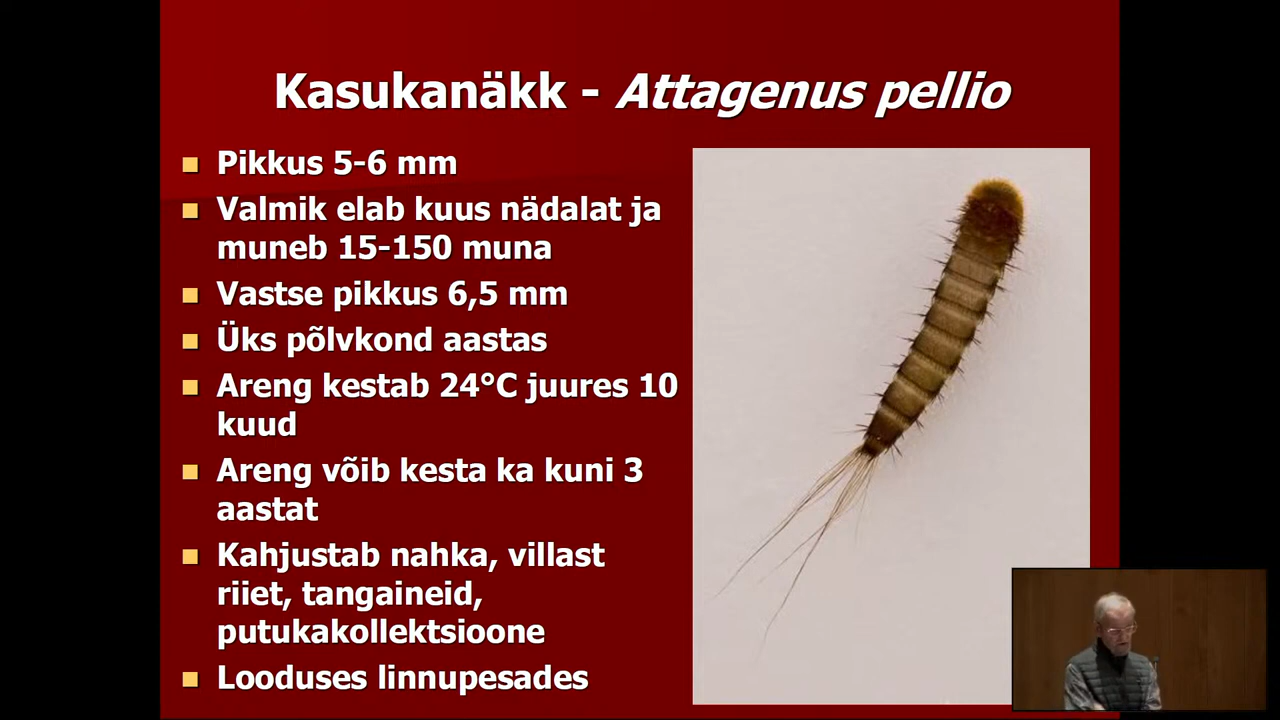 Kasukanäkk - Attagenus pellio
Pikkus 5-6 mm
Valmik elab kuus nädalat ja
muneb 15-150 muna
Vastse pikkus 6,5 mm
Üks põlvkond aastas
Areng kestab 24°C juures 10
kuud
Areng võib kesta ka kuni 3
aastat
Kahjustab nahka, villast
riiet, tangaineid,
putukakollektsioone
Looduses linnupesades